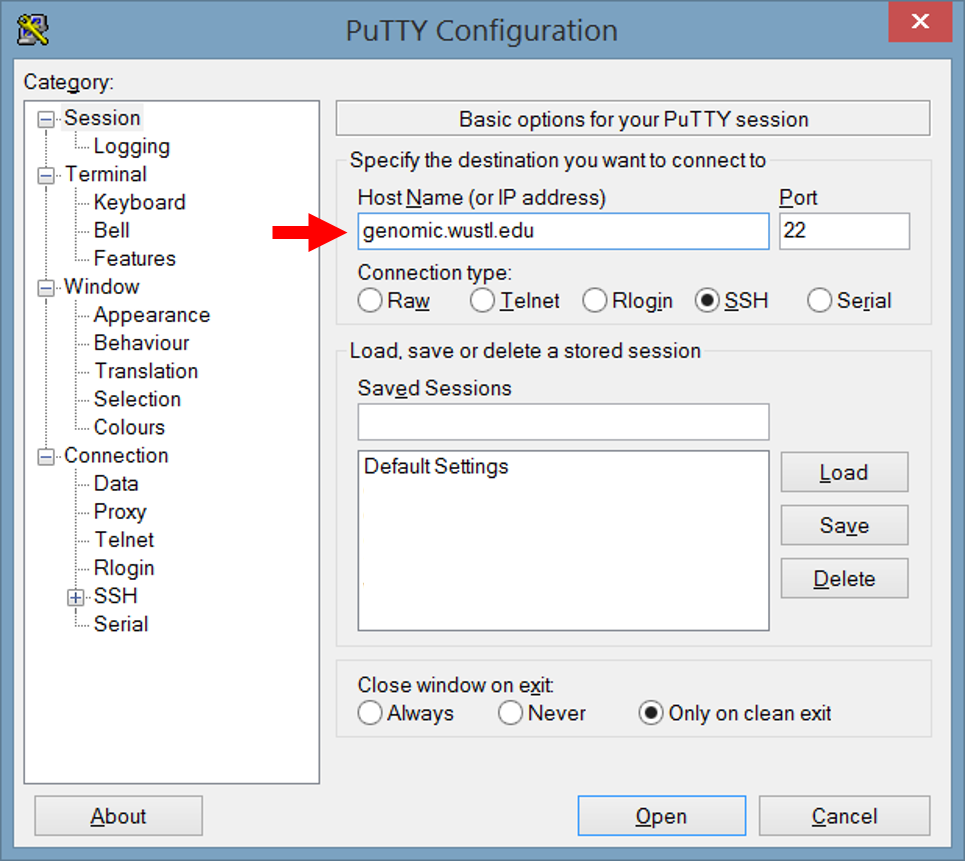 PuTTY Configuration
Category:
Session
Logging
Terminal
Keyboard
Bell
Features
Window
Appearance
Behaviour
Translation
Selection
Colours
Connection
Data
Proxy
Telnet
Rlogin
SSH
Serial
Basic options for your PuTTY session
Specify the destination you want to connect to
Host Name (or IP address) Port
genomic.wustl.edu 22
Connection type:
Raw Telnet Rlogin SSH Serial
Load, save or delete a stored session
Saved Sessions
Default Settings
Load
Save
Delete
Close window on exit:
Always Never Only on clean exit
About Open Cancel